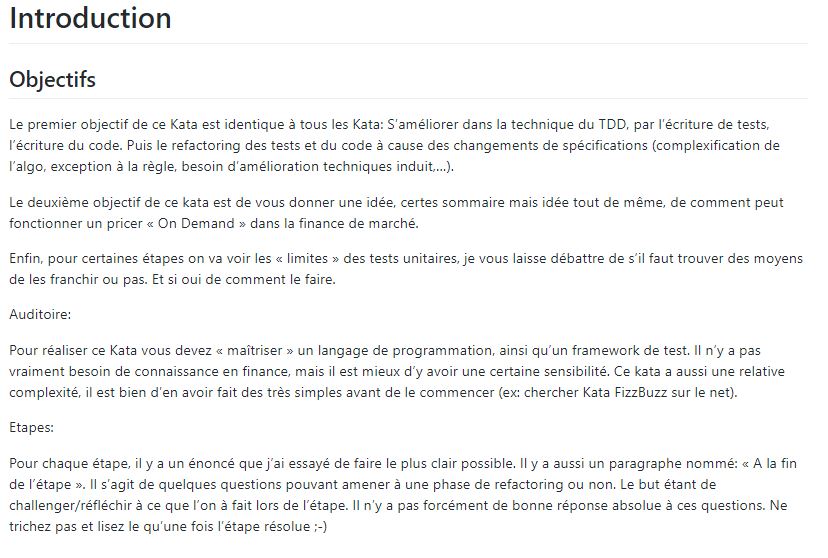 Introduction
Objectifs
Le premier objectif de ce Kata est identique à tous les Kata: S'améliorer dans la technique du TDD, par l'écriture de tests,
l'écriture du code. Puis le refactoring des tests et du code à cause des changements de spécifications (complexification de
l'algo, exception à la règle, besoin d'amélioration techniques induit,...).
Le deuxième objectif de ce kata est de vous donner une idée, certes sommaire mais idée tout de même, de comment peut
fonctionner un pricer « On Demand » dans la finance de marché.
Enfin, pour certaines étapes on va voir les « limites » des tests unitaires, je vous laisse débattre de s'il faut trouver des moyens
de les franchir ou pas. Et si oui de comment le faire.
Auditoire:
Pour réaliser ce Kata vous devez « maîtriser » un langage de programmation, ainsi qu'un framework de test. Il n'y a pas
vraiment besoin de connaissance en finance, mais il est mieux d'y avoir une certaine sensibilité. Ce kata a aussi une relative
complexité, il est bien d'en avoir fait des très simples avant de le commencer (ex: chercher Kata FizzBuzz sur le net).
Etapes:
Pour chaque étape, il y a un énoncé que j'ai essayé de faire le plus clair possible. Il y a aussi un paragraphe nommé: « A la fin
de l'étape ». Il s'agit de quelques questions pouvant amener à une phase de refactoring ou non. Le but étant de
challenger/réfléchir à ce que l'on à fait lors de l'étape. Il n'y a pas forcément de bonne réponse absolue à ces questions. Ne
trichez pas et lisez le qu'une fois l'étape résolue ;-)